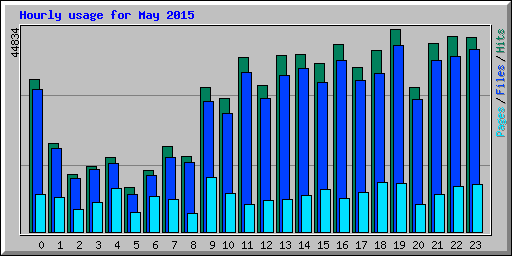 Hourly usage for May 2015
44834
Pages / Files / Hits
0 1 2 3 4 5 6 7 8 9 10 11 12 13 14 15 16 17 18 19 20 21 22 23